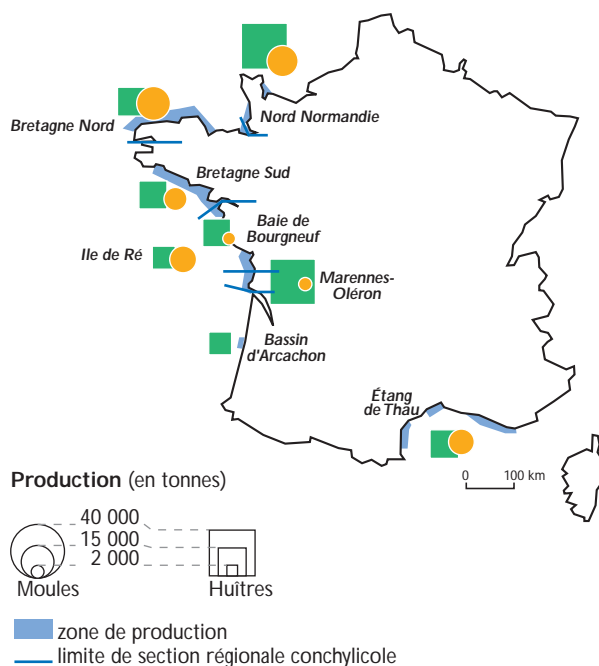 Nord Normandie
Bretagne Nord
Bretagne Sud
Baie de
Bourgneuf
Ile de Ré
Marennes-
Oléron
Bassin
d'Arcachon
Étang
de Thau
0 100 km
Production (en tonnes)
40 000
15 000
2 000
Moules Huîtres
zone de production
limite de section régionale conchylicole